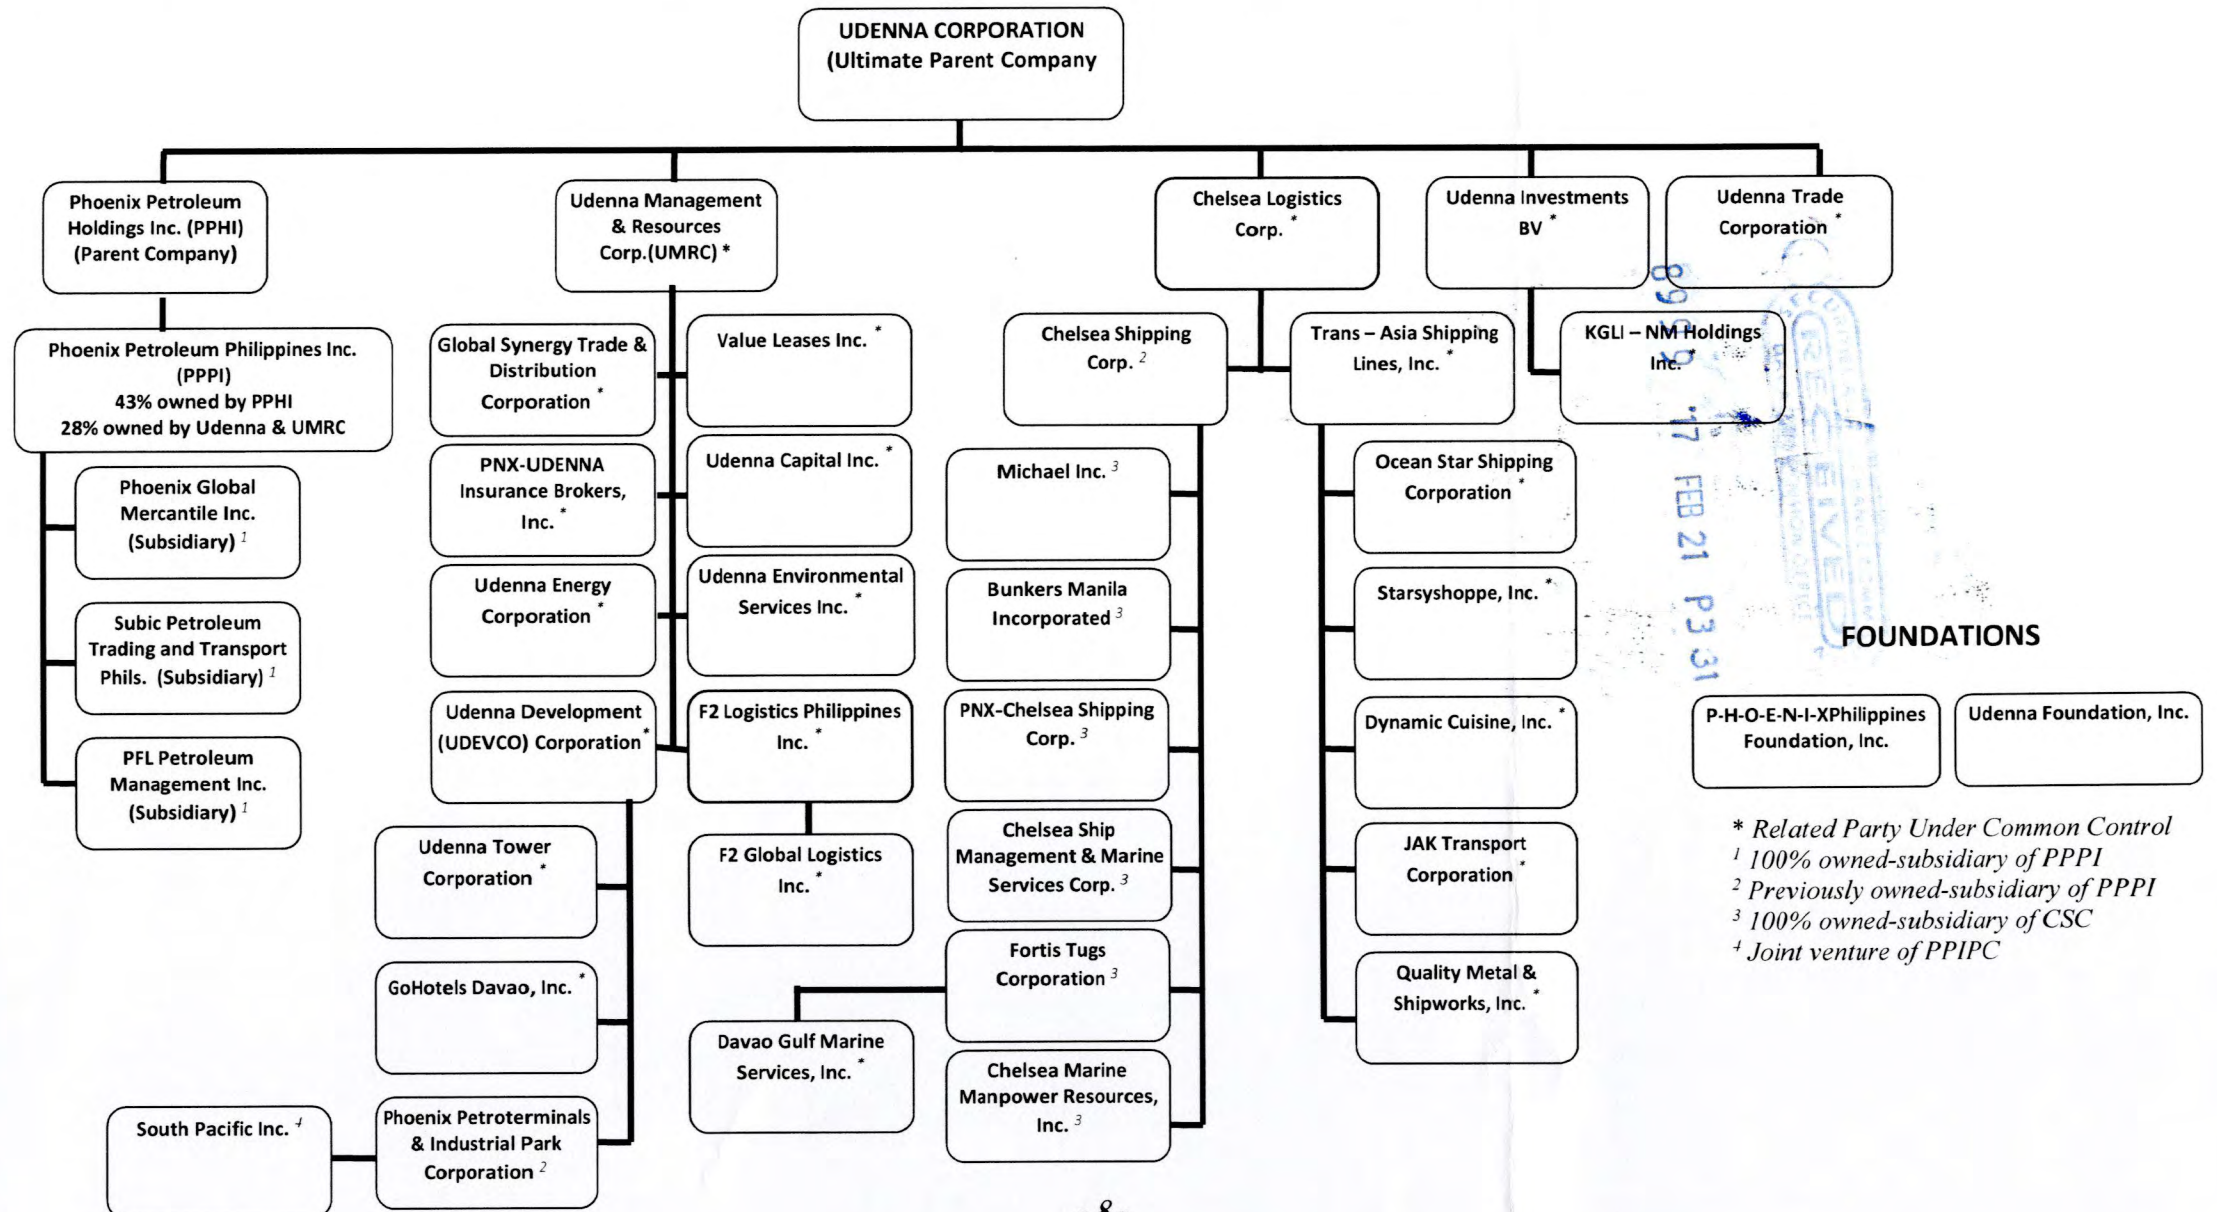 UDENNA CORPORATION
(Ultimate Parent Company
Phoenix Petroleum
Holdings Inc. (PPHI)
(Parent Company)
Udenna Management
& Resources
Corp.(UMRC) *
Chelsea Logistics
Corp. *
Udenna Investments
BV *
Udenna Trade
Corporation *
Phoenix Petroleum Philippines Inc.
(PPPI)
43% owned by PPHI
28% owned by Udenna & UMRC
Phoenix Global
Mercantile Inc.
(Subsidiary) 1
Subic Petroleum
Trading and Transport
Phils. (Subsidiary) 1
PFL Petroleum
Management Inc.
(Subsidiary) 1
Global Synergy Trade &
Distribution
Corporation *
Value Leases Inc. *
PNX-UDENNA
Insurance Brokers,
Inc. *
Udenna Capital Inc. *
Udenna Energy
Corporation *
Udenna Environmental
Services Inc. *
Udenna Development
(UDEVCO) Corporation *
F2 Logistics Philippines
Inc. *
Udenna Tower
Corporation *
F2 Global Logistics
Inc. *
GoHotels Davao, Inc. *
Phoenix Petroterminals
& Industrial Park
Corporation 2
South Pacific Inc. 4
Chelsea Shipping
Corp. 2
Trans – Asia Shipping
Lines, Inc. *
KGLI – NM Holdings
Inc. *
Michael Inc. 3
Bunkers Manila
Incorporated 3
PNX-Chelsea Shipping
Corp. 3
Chelsea Ship
Management & Marine
Services Corp. 3
Fortis Tugs
Corporation 3
Davao Gulf Marine
Services, Inc. *
Chelsea Marine
Manpower Resources,
Inc. 3
Ocean Star Shipping
Corporation *
Starsyshoppe, Inc. *
Dynamic Cuisine, Inc. *
JAK Transport
Corporation *
Quality Metal &
Shipworks, Inc. *
'17 FEB 21 P3:31
RECEIVED
FOUNDATIONS
P-H-O-E-N-I-XPhilippines
Foundation, Inc.
Udenna Foundation, Inc.
* Related Party Under Common Control
1 100% owned-subsidiary of PPPI
2 Previously owned-subsidiary of PPPI
3 100% owned-subsidiary of CSC
4 Joint venture of PPIPC
8